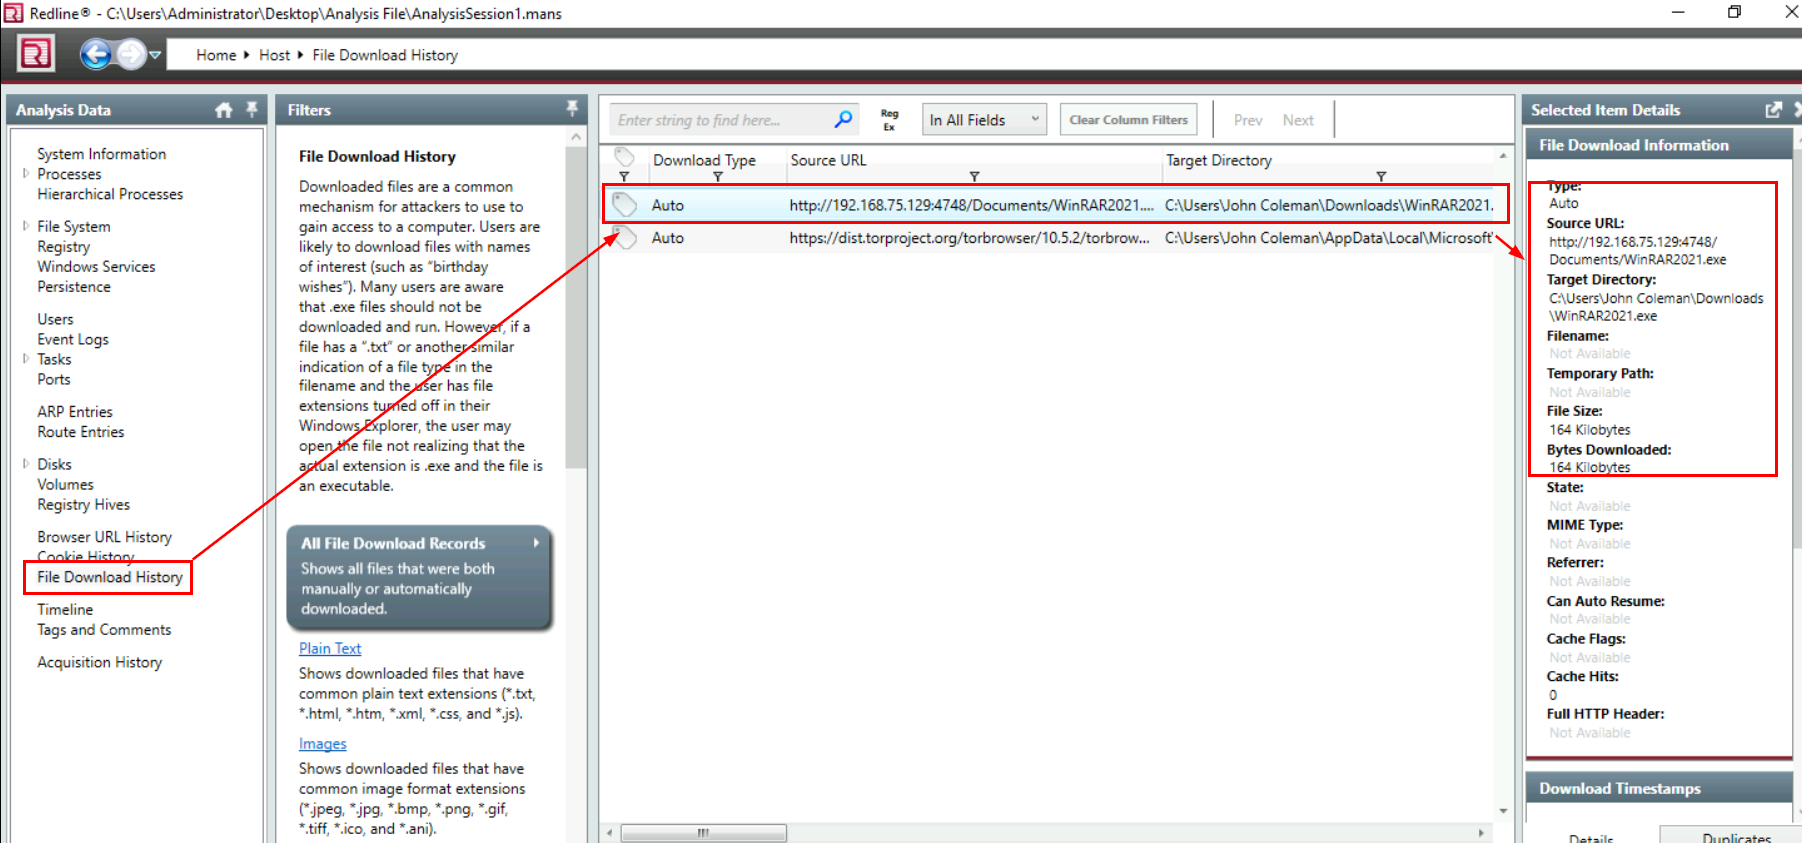 Redline® - C:\Users\Administrator\Desktop\Analysis File\AnalysisSession1.mans
Home
Host
File Download History
Analysis Data
System Information
Processes
Hierarchical Processes
File System
Registry
Windows Services
Persistence
Users
Event Logs
Tasks
Ports
ARP Entries
Route Entries
Disks
Volumes
Registry Hives
Browser URL History
Cookie History
File Download History
Timeline
Tags and Comments
Acquisition History
Filters
File Download History
Downloaded files are a common
mechanism for attackers to use to
gain access to a computer. Users are
likely to download files with names
of interest (such as "birthday
wishes"). Many users are aware
that .exe files should not be
downloaded and run. However, if a
file has a ".txt" or another similar
indication of a file type in the
filename and the user has file
extensions turned off in their
Windows Explorer, the user may
open the file not realizing that the
actual extension is .exe and the file is
an executable.
All File Download Records
Shows all files that were both
manually or automatically
downloaded.
Plain Text
Shows downloaded files that have
common plain text extensions (*.txt,
*.html, *.htm, *.xml, *.css, and *.js).
Images
Shows downloaded files that have
common image format extensions
(*.jpeg, *.jpg, *.bmp, *.png, *.gif,
*.tiff, *.ico, and *.ani).
Enter string to find here...
Reg
Ex
In All Fields
Clear Column Filters
Prev
Next
Download Type
Source URL
Target Directory
Auto
http://192.168.75.129:4748/Documents/WinRAR2021....
C:\Users\John Coleman\Downloads\WinRAR2021.
Auto
https://dist.torproject.org/torbrowser/10.5.2/torbrow...
C:\Users\John Coleman\AppData\Local\Microsoft\
Selected Item Details
File Download Information
Type:
Auto
Source URL:
http://192.168.75.129:4748/
Documents/WinRAR2021.exe
Target Directory:
C:\Users\John Coleman\Downloads
\WinRAR2021.exe
Filename:
Not Available
Temporary Path:
Not Available
File Size:
164 Kilobytes
Bytes Downloaded:
164 Kilobytes
State:
Not Available
MIME Type:
Not Available
Referrer:
Not Available
Can Auto Resume:
Not Available
Cache Flags:
Not Available
Cache Hits:
0
Full HTTP Header:
Not Available
Download Timestamps
Details
Duplicates